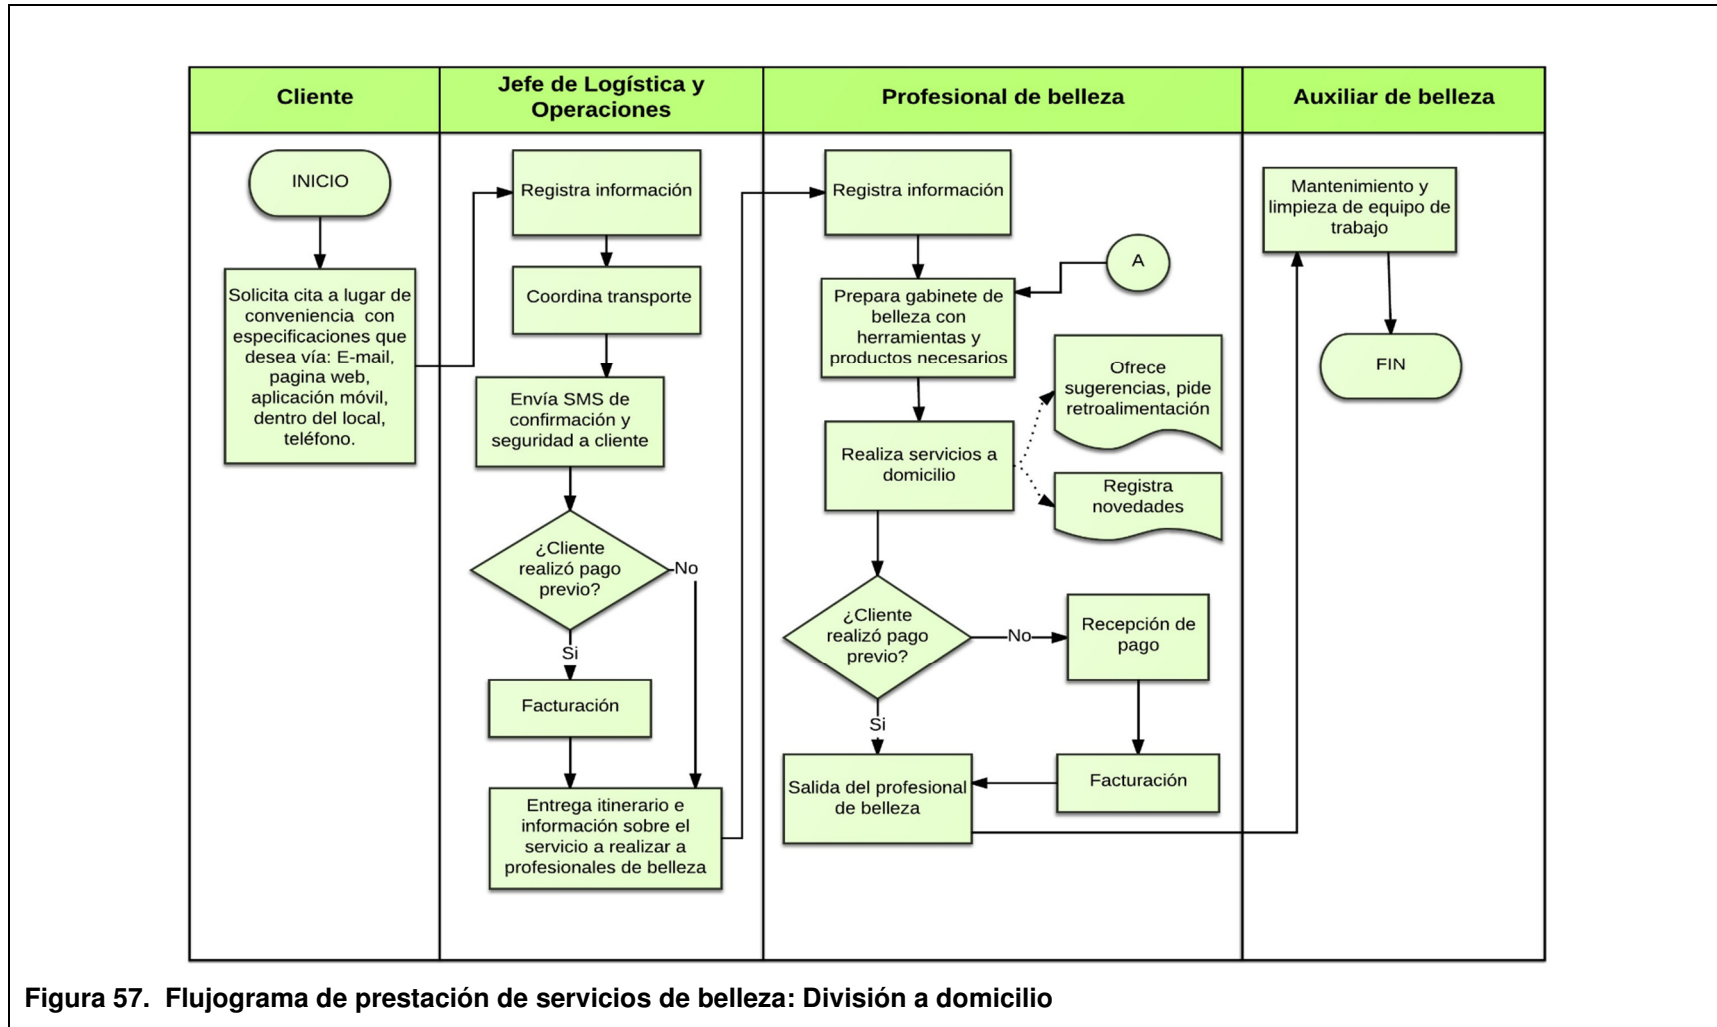 Cliente
Jefe de Logística y
Operaciones
Profesional de belleza
Auxiliar de belleza
INICIO
Solicita cita a lugar de
conveniencia con
especificaciones que
desea vía: E-mail,
pagina web,
aplicación móvil,
dentro del local,
teléfono.
Registra información
Coordina transporte
Envía SMS de
confirmación y
seguridad a cliente
¿Cliente
realizó pago
previo?
No
Si
Facturación
Entrega itinerario e
información sobre el
servicio a realizar a
profesionales de belleza
Registra información
A
Prepara gabinete de
belleza con
herramientas y
productos necesarios
Ofrece
sugerencias, pide
retroalimentación
Realiza servicios a
domicilio
Registra
novedades
¿Cliente
realizó pago
previo?
No
Recepción de
pago
Si
Facturación
Salida del profesional
de belleza
Mantenimiento y
limpieza de equipo de
trabajo
FIN
Figura 57. Flujograma de prestación de servicios de belleza: División a domicilio